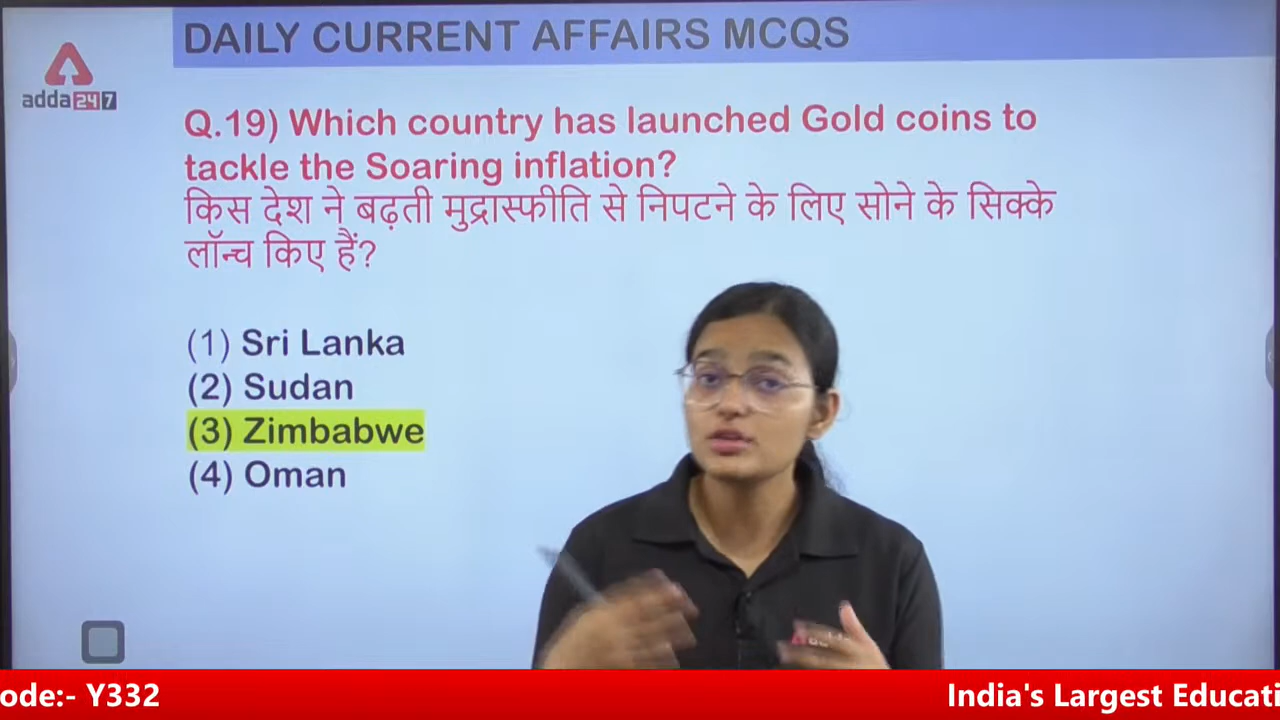 DAILY CURRENT AFFAIRS MCQS
adda247
Q.19) Which country has launched Gold coins to
tackle the Soaring inflation?
किस देश ने बढ़ती मुद्रास्फीति से निपटने के लिए सोने के सिक्के
लॉन्च किए हैं?
(1) Sri Lanka
(2) Sudan
(3) Zimbabwe
(4) Oman
ode:- Y332
India's Largest Educati